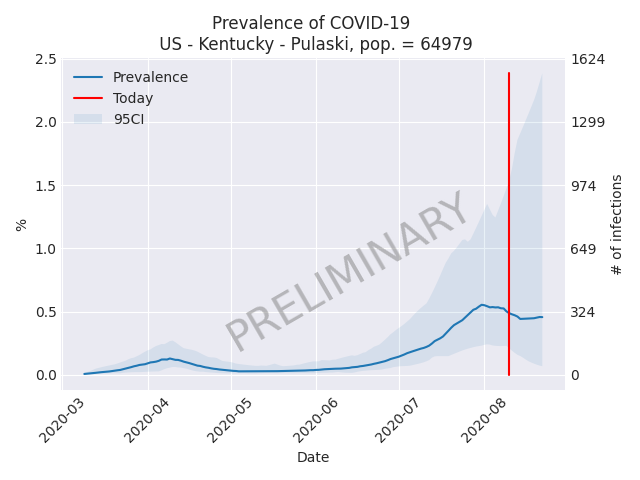 Prevalence of COVID-19
US - Kentucky - Pulaski, pop. = 64979
Prevalence
Today
95CI
2.5
2.0
1.5
1.0
0.5
0.0
%
1624
1299
974
649
324
0
# of infections
PRELIMINARY
2020-03
2020-04
2020-05
2020-06
2020-07
2020-08
Date